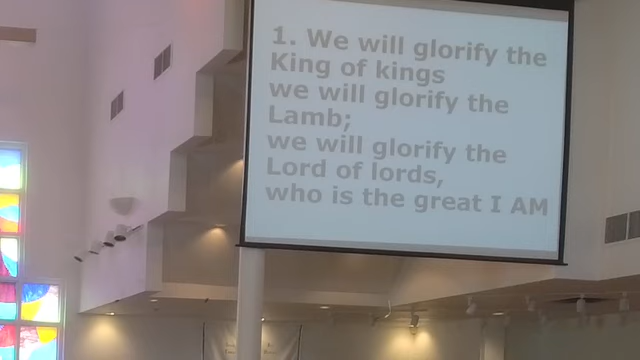 1. We will glorify the
King of kings
we will glorify the
Lamb;
we will glorify the
Lord of lords,
who is the great I AM